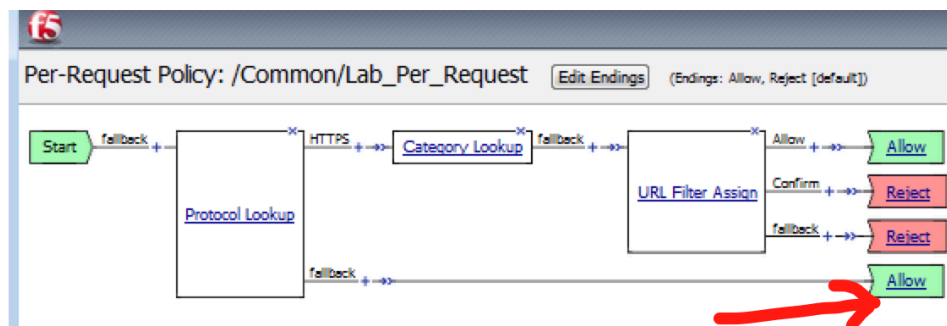 f5
Per-Request Policy: /Common/Lab_Per_Request Edit Endings (Endings: Allow, Reject [default])
Start fallback + HTTPS + Category Lookup fallback + Allow + Allow
URL Filter Assign Confirm + Reject
Protocol Lookup fallback + Reject
fallback + Allow